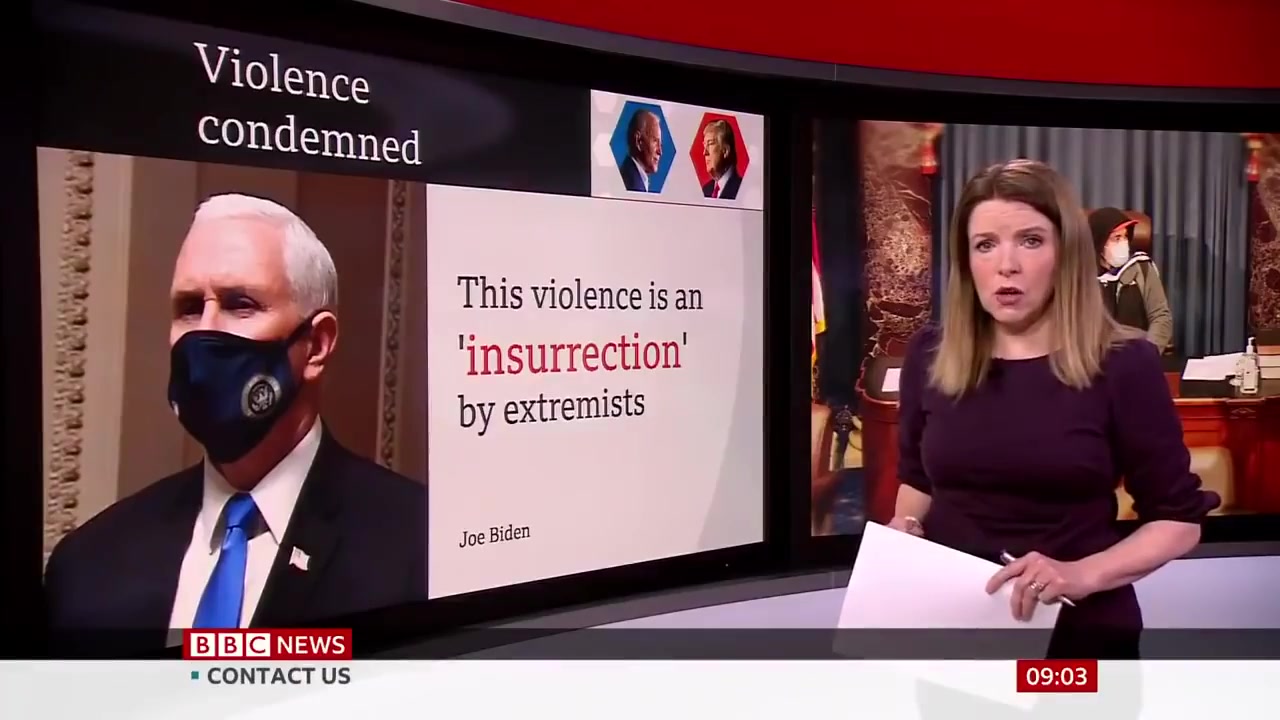 Violence
condemned
This violence is an
'insurrection'
by extremists
Joe Biden
BBC NEWS
CONTACT US
09:03